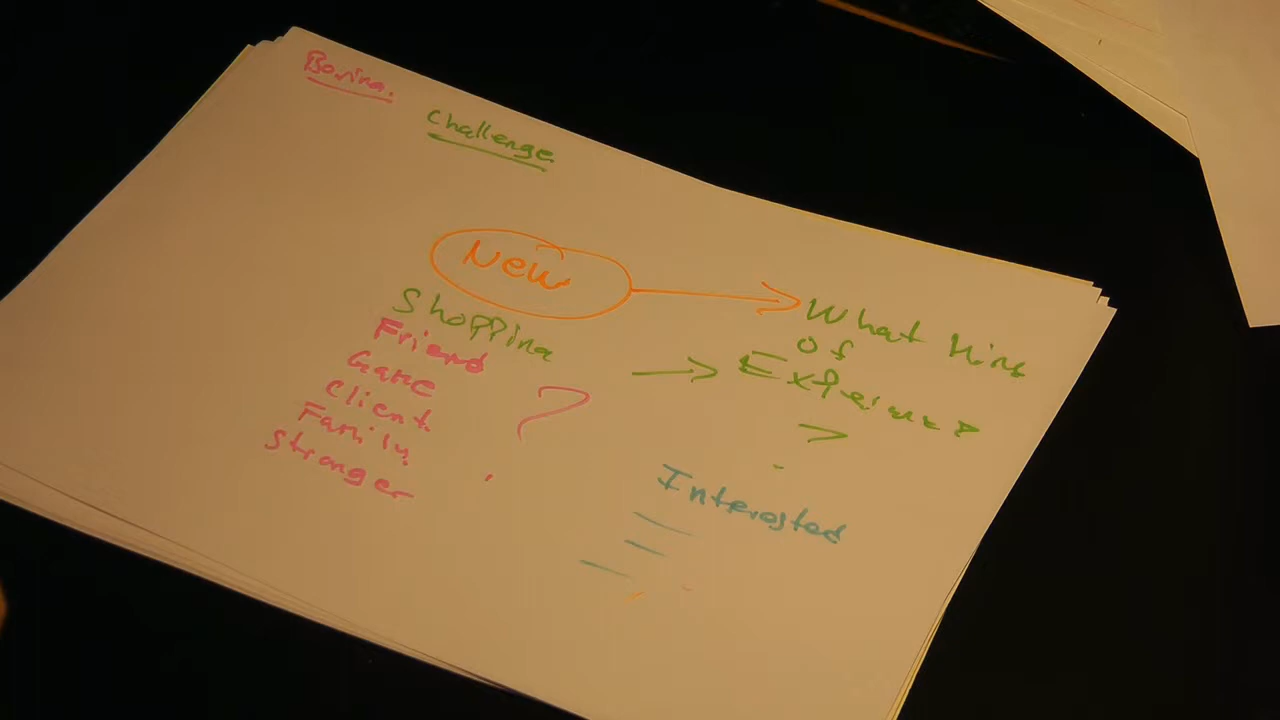 Boring.
Challenge
New
What kind
of
Experience?
Shopping
Friend
Game
Client
Family
Stranger
?
Interested